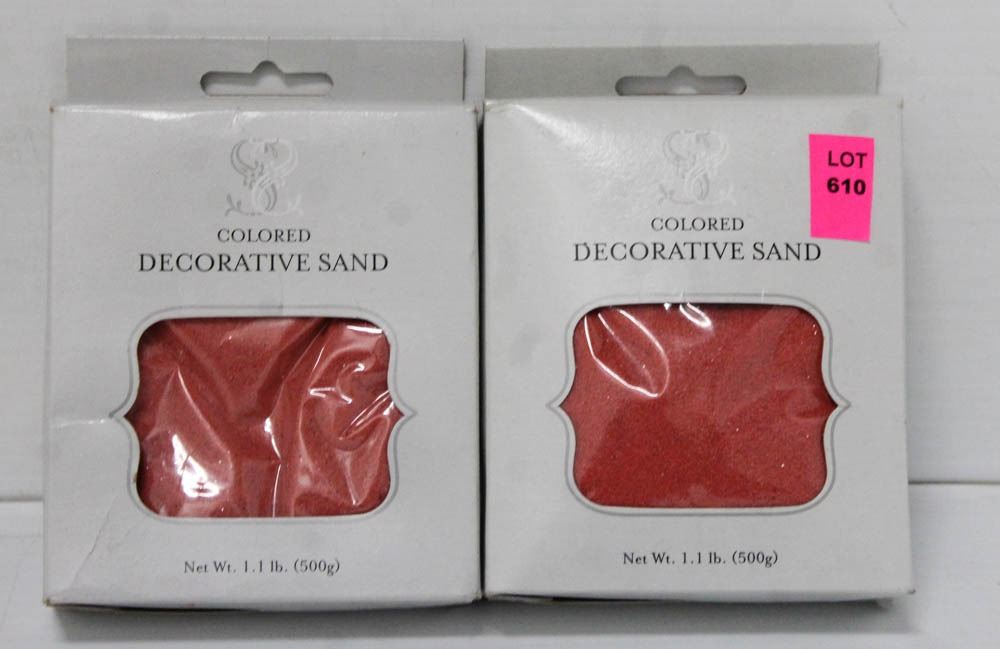 COLORED
DECORATIVE SAND
Net Wt. 1.1 lb. (500g)
COLORED
DECORATIVE SAND
Net Wt. 1.1 lb. (500g)
LOT
610